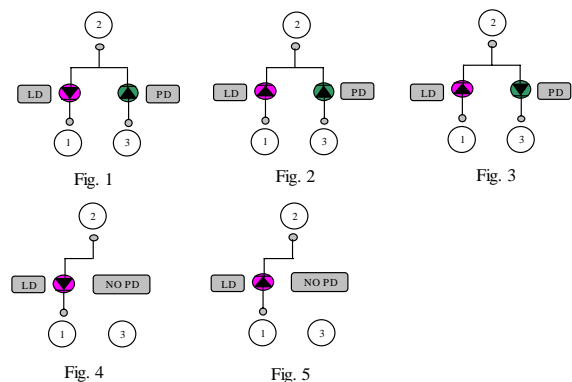 2 2 2
LD PD LD PD LD PD
1 3 1 3 1 3
Fig. 1 Fig. 2 Fig. 3
2 2
LD NO PD LD NO PD
1 3 1 3
Fig. 4 Fig. 5